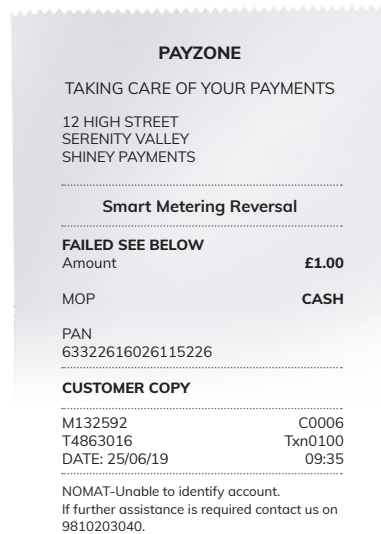 PAYZONE
TAKING CARE OF YOUR PAYMENTS
12 HIGH STREET
SERENITY VALLEY
SHINEY PAYMENTS
Smart Metering Reversal
FAILED SEE BELOW
Amount £1.00
MOP CASH
PAN
63322616026115226
CUSTOMER COPY
M132592 C0006
T4863016 Txn0100
DATE: 25/06/19 09:35
NOMAT-Unable to identify account.
If further assistance is required contact us on
9810203040.